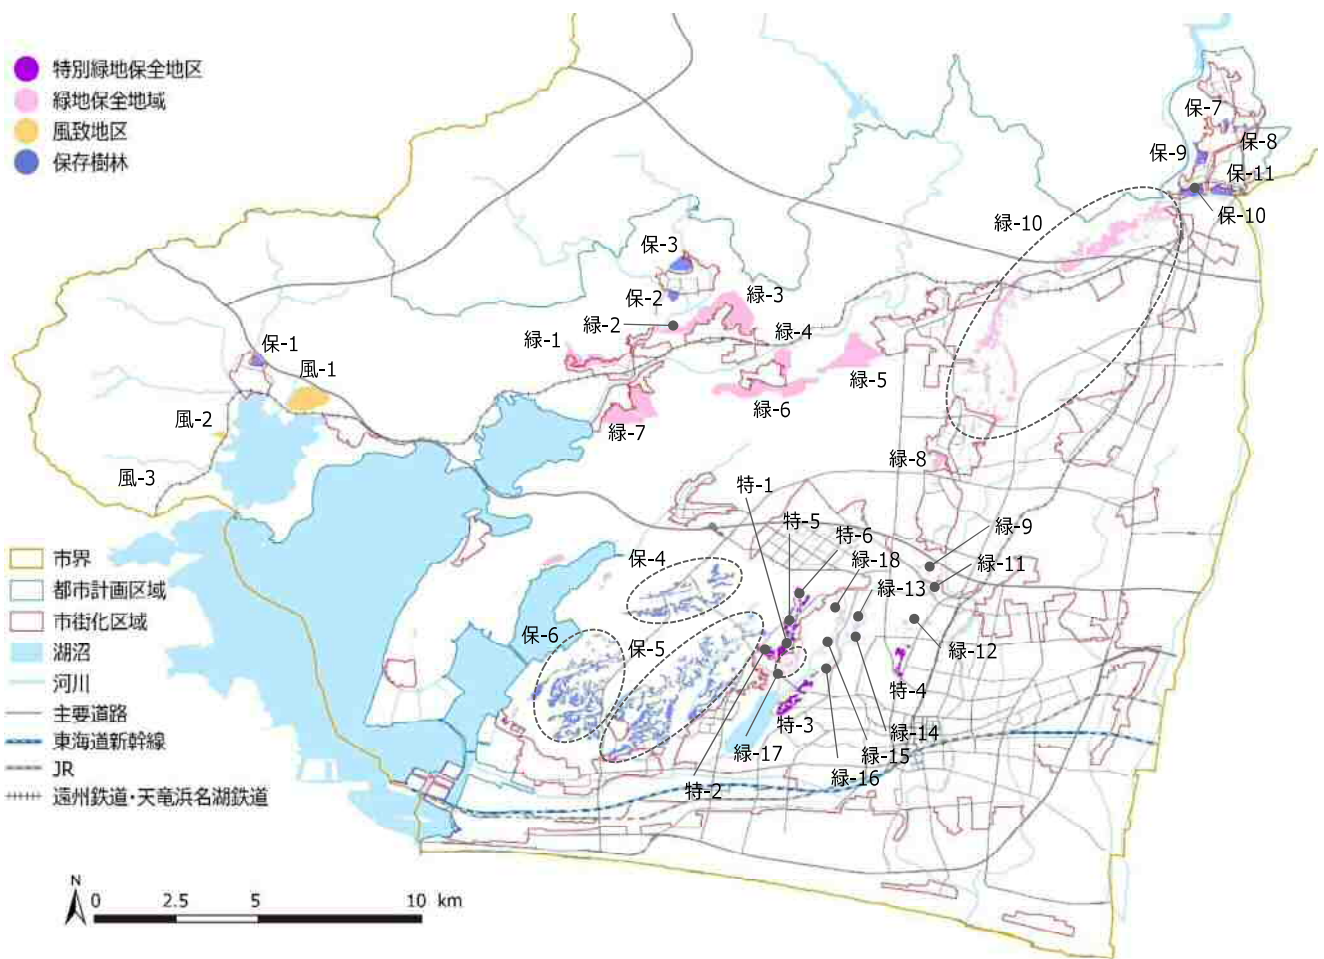 特別緑地保全地区
緑地保全地域
風致地区
保存樹林
保-7
保-8
保-9
保-11
保-10
緑-10
保-3
保-2
緑-3
緑-2
緑-4
緑-1
緑-5
緑-6
緑-7
保-1
風-1
風-2
風-3
緑-8
特-1
特-5
特-6
緑-9
緑-18
緑-11
緑-13
保-4
保-6
保-5
緑-12
特-4
特-3
緑-14
緑-17
緑-15
緑-16
特-2
市界
都市計画区域
市街化区域
湖沼
河川
主要道路
東海道新幹線
JR
遠州鉄道・天竜浜名湖鉄道
N
0 2.5 5 10 km